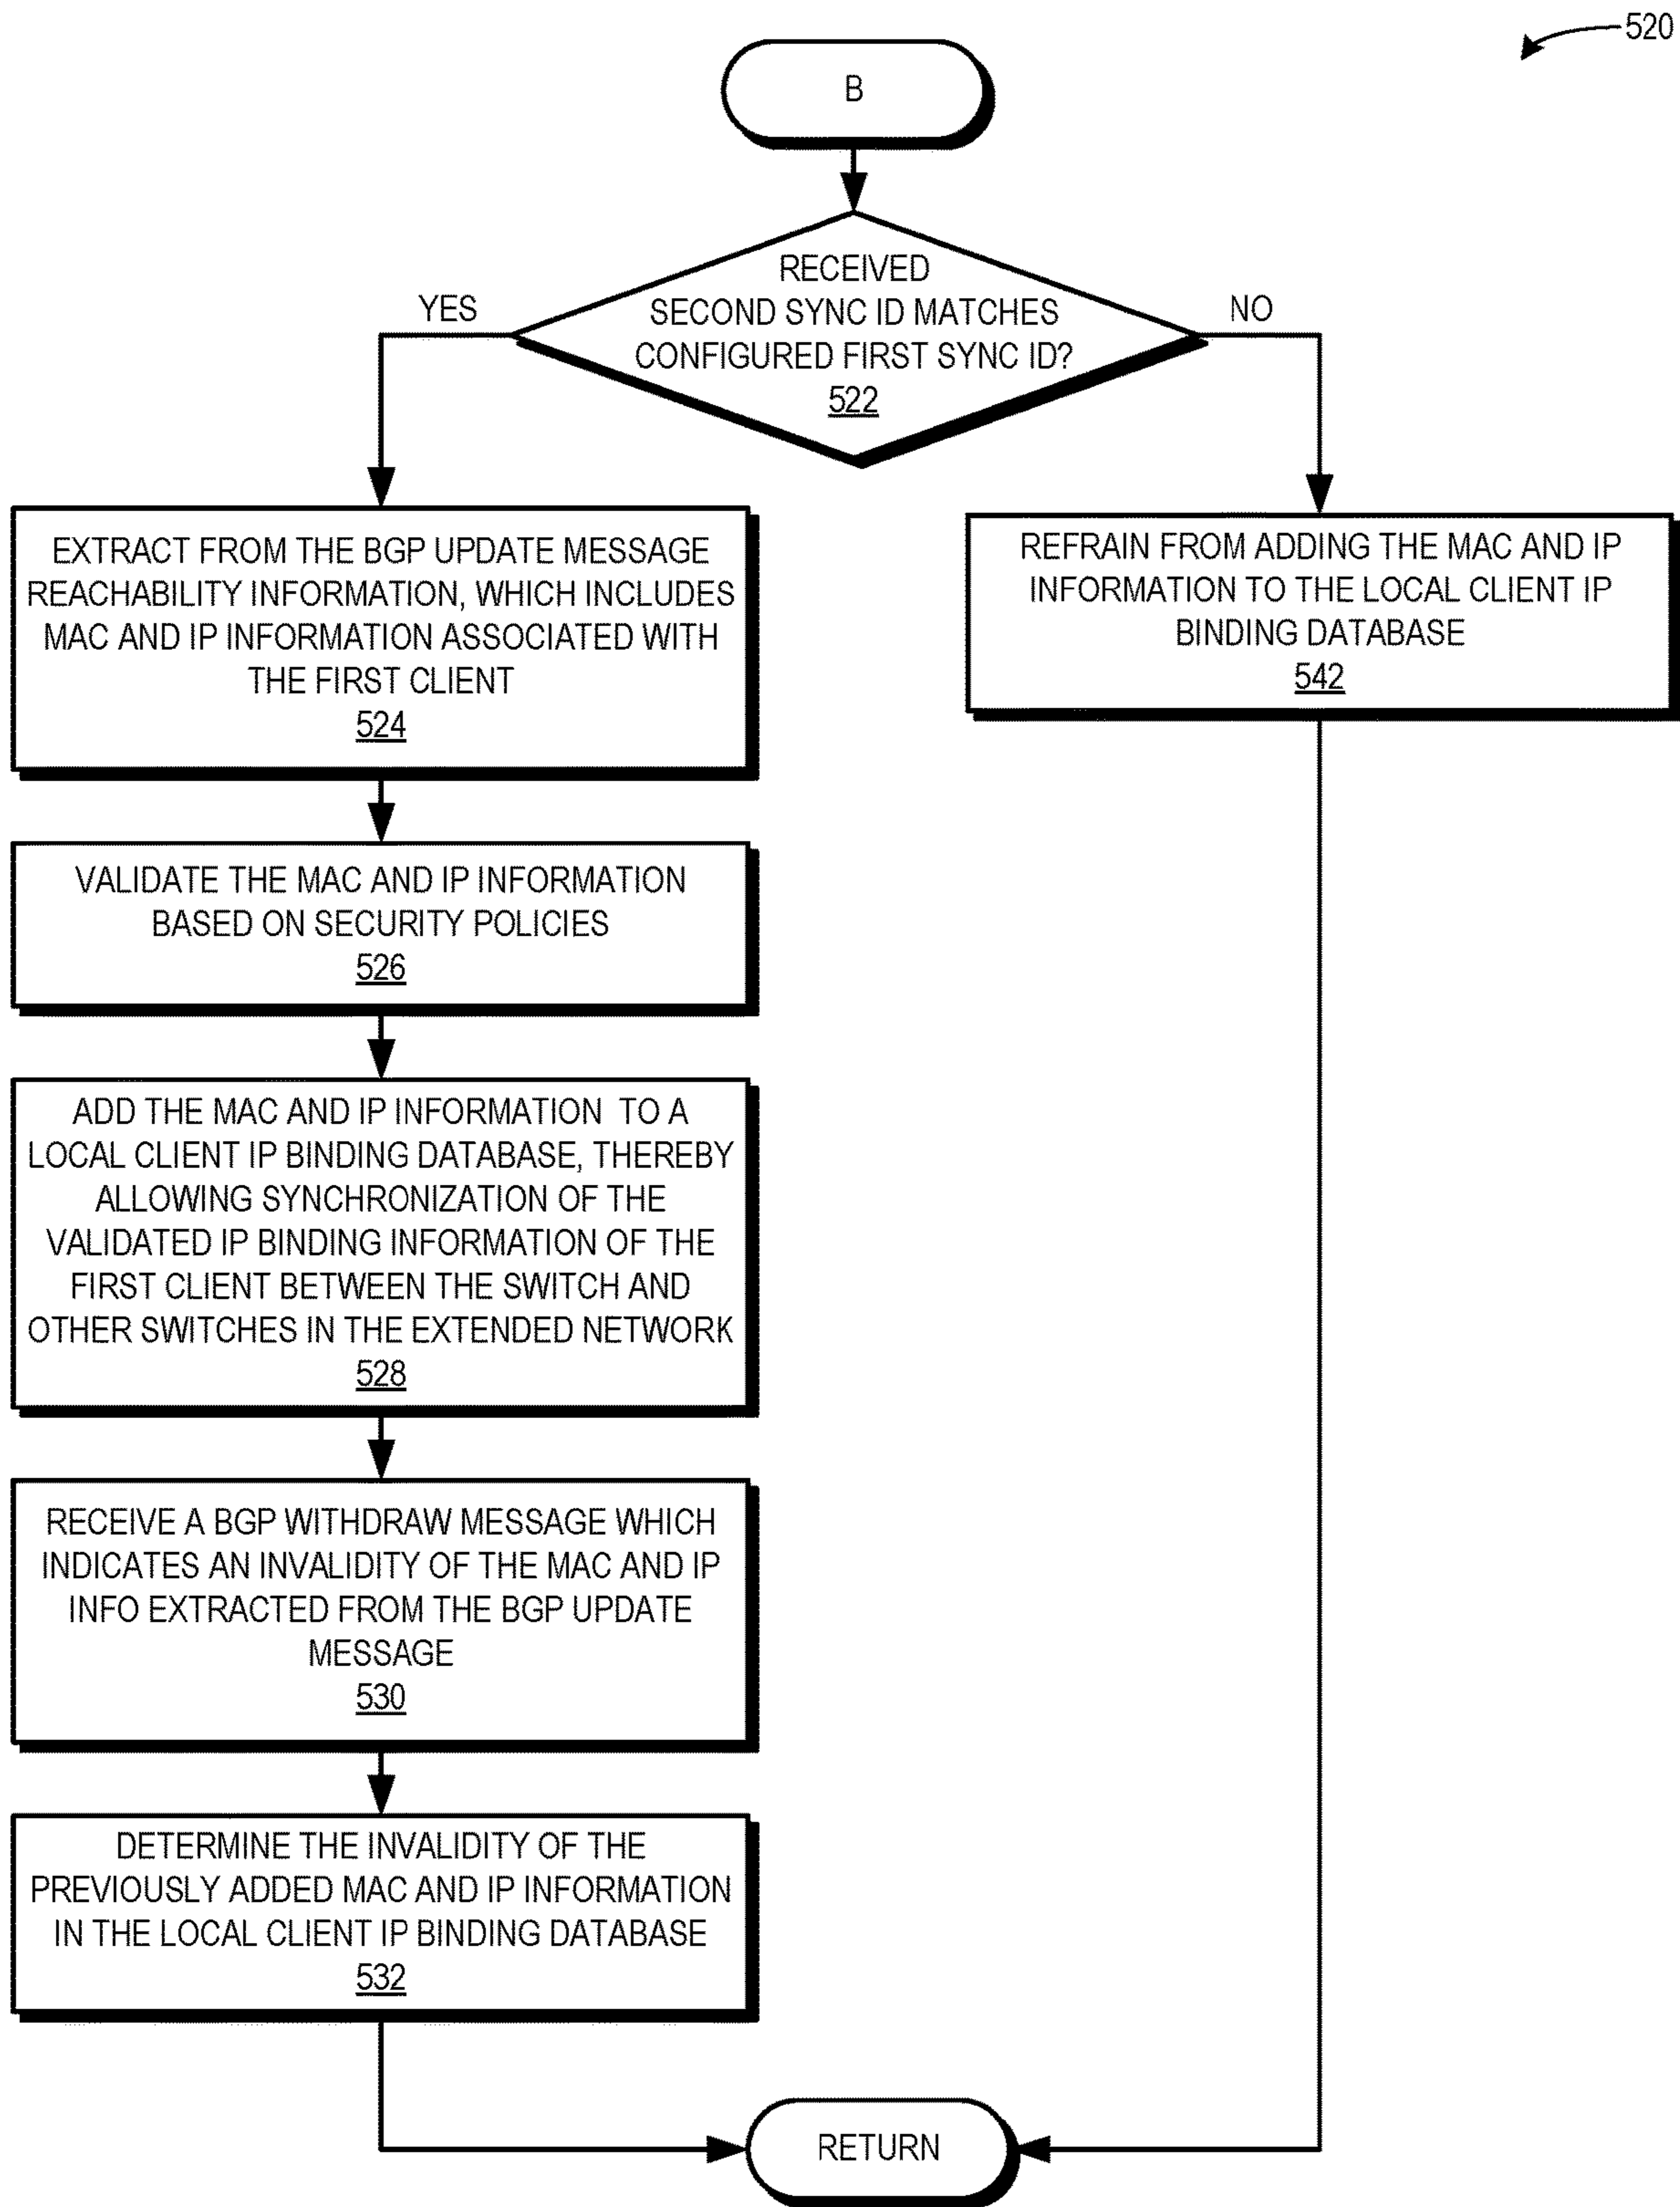 520
B
RECEIVED
SECOND SYNC ID MATCHES
CONFIGURED FIRST SYNC ID?
522
YES
NO
EXTRACT FROM THE BGP UPDATE MESSAGE
REACHABILITY INFORMATION, WHICH INCLUDES
MAC AND IP INFORMATION ASSOCIATED WITH
THE FIRST CLIENT
524
VALIDATE THE MAC AND IP INFORMATION
BASED ON SECURITY POLICIES
526
ADD THE MAC AND IP INFORMATION TO A
LOCAL CLIENT IP BINDING DATABASE, THEREBY
ALLOWING SYNCHRONIZATION OF THE
VALIDATED IP BINDING INFORMATION OF THE
FIRST CLIENT BETWEEN THE SWITCH AND
OTHER SWITCHES IN THE EXTENDED NETWORK
528
RECEIVE A BGP WITHDRAW MESSAGE WHICH
INDICATES AN INVALIDITY OF THE MAC AND IP
INFO EXTRACTED FROM THE BGP UPDATE
MESSAGE
530
DETERMINE THE INVALIDITY OF THE
PREVIOUSLY ADDED MAC AND IP INFORMATION
IN THE LOCAL CLIENT IP BINDING DATABASE
532
REFRAIN FROM ADDING THE MAC AND IP
INFORMATION TO THE LOCAL CLIENT IP
BINDING DATABASE
542
RETURN